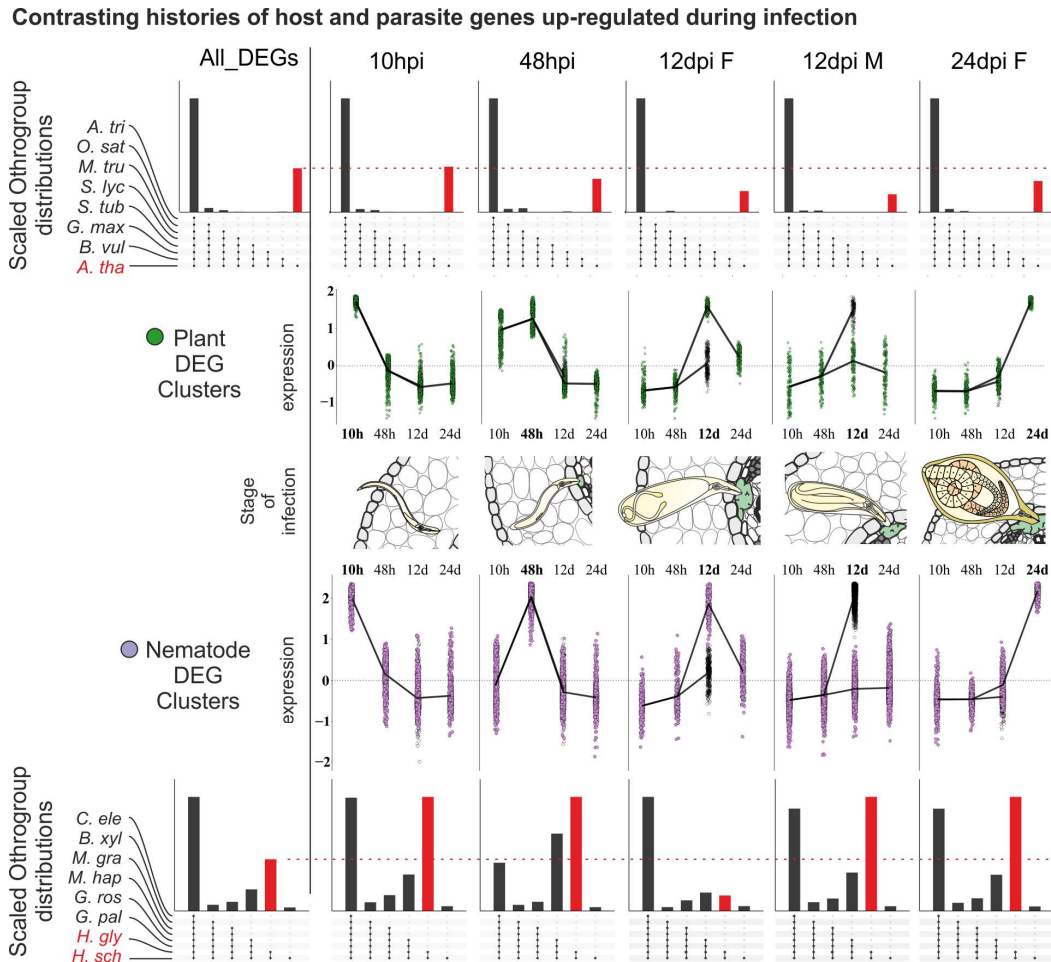 Contrasting histories of host and parasite genes up-regulated during infection
All_DEGs 10hpi 48hpi 12dpi F 12dpi M 24dpi F
Scaled Othrogroup
distributions
A. tri
O. sat
M. tru
S. lyc
S. tub
G. max
B. vul
A. tha
Plant
DEG
Clusters
expression
2
1
0
−1
10h 48h 12d 24d 10h 48h 12d 24d 10h 48h 12d 24d 10h 48h 12d 24d 10h 48h 12d 24d
Stage
of
infection
10h 48h 12d 24d 10h 48h 12d 24d 10h 48h 12d 24d 10h 48h 12d 24d 10h 48h 12d 24d
Nematode
DEG
Clusters
expression
2
1
0
−1
−2
Scaled Othrogroup
distributions
C. ele
B. xyl
M. gra
M. hap
G. ros
G. pal
H. gly
H. sch